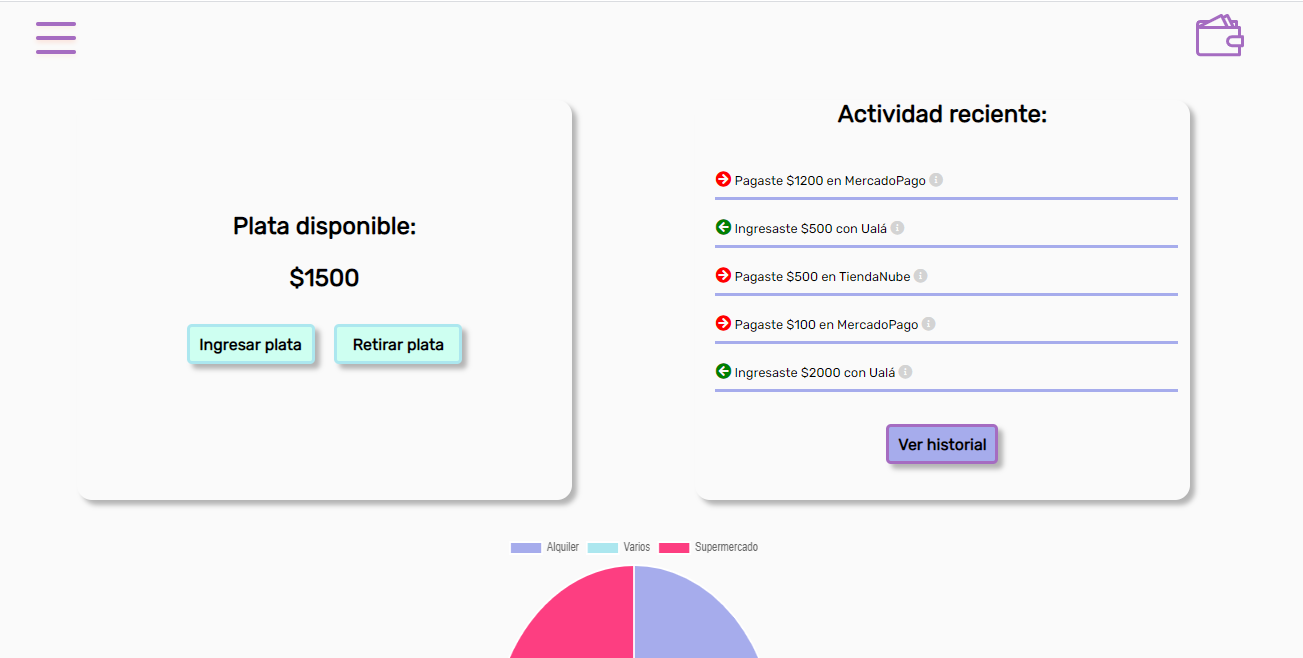 Plata disponible:
$1500
Ingresar plata
Retirar plata
Actividad reciente:
Pagaste $1200 en MercadoPago
Ingresaste $500 con Ualá
Pagaste $500 en TiendaNube
Pagaste $100 en MercadoPago
Ingresaste $2000 con Ualá
Ver historial
Alquiler Varios Supermercado